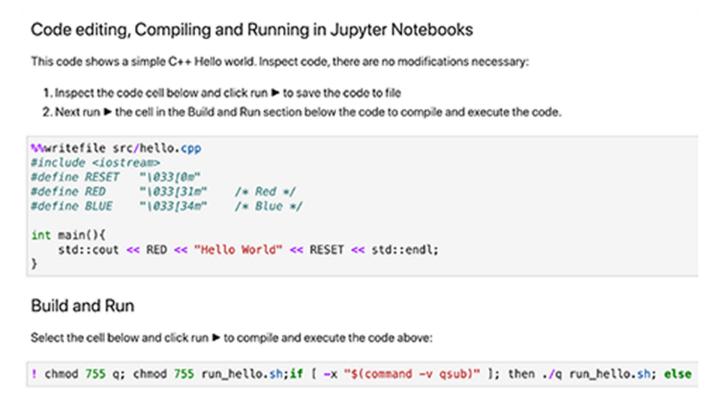 Code editing, Compiling and Running in Jupyter Notebooks
This code shows a simple C++ Hello world. Inspect code, there are no modifications necessary:
1. Inspect the code cell below and click run ▶ to save the code to file
2. Next run ▶ the cell in the Build and Run section below the code to compile and execute the code.
%%writefile src/hello.cpp
#include <iostream>
#define RESET   "\033[0m"
#define RED     "\033[31m"    /* Red */
#define BLUE    "\033[34m"    /* Blue */
int main(){
    std::cout << RED << "Hello World" << RESET << std::endl;
}
Build and Run
Select the cell below and click run ▶ to compile and execute the code above:
! chmod 755 q; chmod 755 run_hello.sh;if [ -x "$(command -v qsub)" ]; then ./q run_hello.sh; else